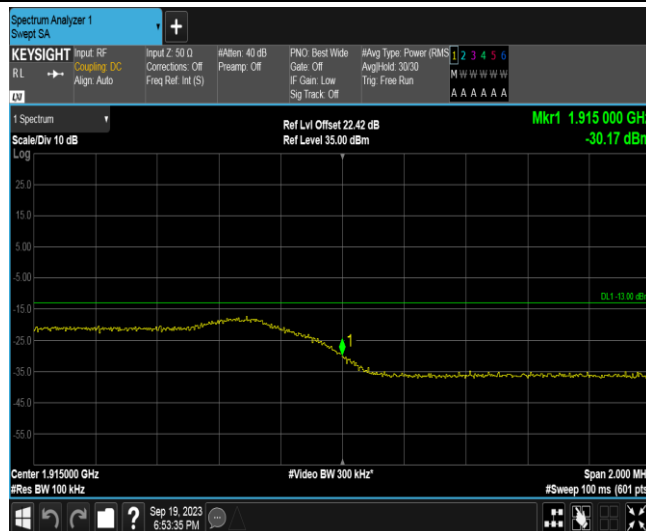 Spectrum Analyzer 1
Swept SA
KEYSIGHT
RL
Input: RF
Coupling: DC
Align: Auto
Input Z: 50 Ω
Corrections: Off
Freq Ref: Int (S)
#Atten: 40 dB
Preamp: Off
PNO: Best Wide
Gate: Off
IF Gain: Low
Sig Track: Off
#Avg Type: Power (RMS
Avg|Hold: 30/30
Trig: Free Run
1 2 3 4 5 6
M W W W W W
A A A A A A
1 Spectrum
Scale/Div 10 dB
Log
Ref Lvl Offset 22.42 dB
Ref Level 35.00 dBm
Mkr1 1.915 000 GHz
-30.17 dBm
25.0
15.0
5.00
-5.00
-15.0
-25.0
-35.0
-45.0
-55.0
DL1 -13.00 dBm
1
Center 1.915000 GHz
#Res BW 100 kHz
#Video BW 300 kHz*
Span 2.000 MH
#Sweep 100 ms (601 pts
Sep 19, 2023
6:53:35 PM